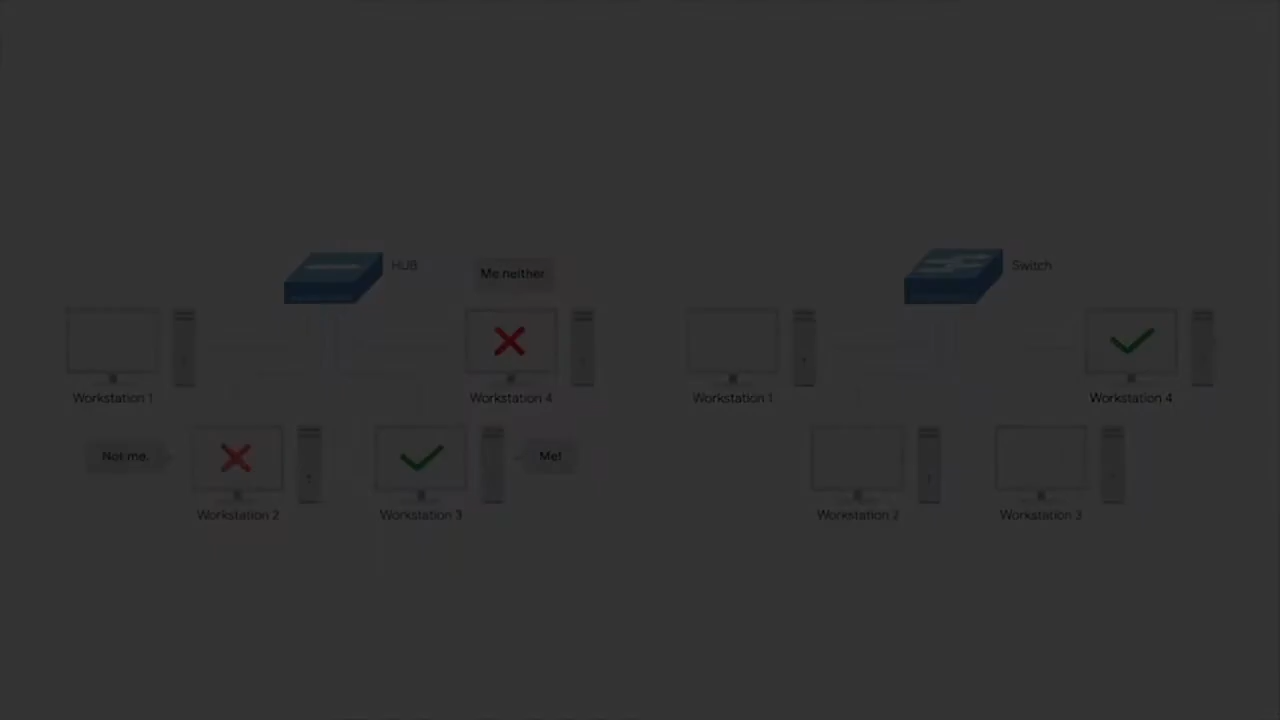 HUB
Me neither
Workstation 1
Workstation 4
Not me.
Me!
Workstation 2
Workstation 3
Switch
Workstation 1
Workstation 4
Workstation 2
Workstation 3